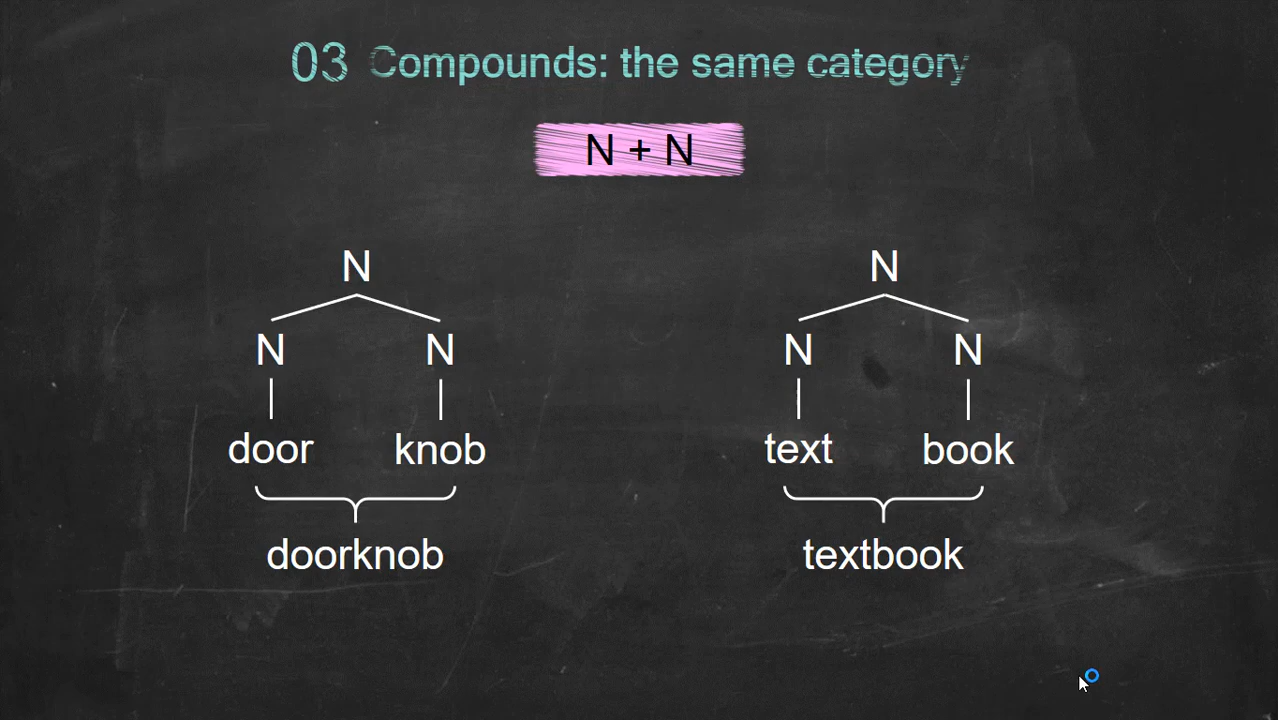 03 Compounds: the same category
N + N
N N
N N N N
door knob text book
doorknob textbook